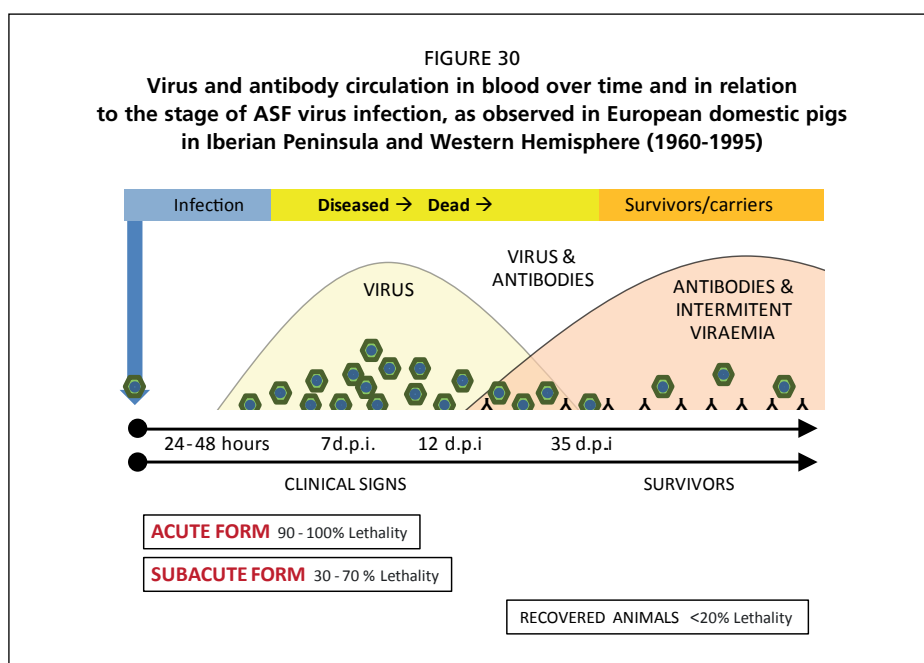 FIGURE 30
Virus and antibody circulation in blood over time and in relation
to the stage of ASF virus infection, as observed in European domestic pigs
in Iberian Peninsula and Western Hemisphere (1960-1995)
Infection Diseased → Dead → Survivors/carriers
VIRUS
VIRUS &
ANTIBODIES
ANTIBODIES &
INTERMITENT
VIRAEMIA
24-48 hours 7d.p.i. 12 d.p.i 35 d.p.i
CLINICAL SIGNS SURVIVORS
ACUTE FORM 90-100% Lethality
SUBACUTE FORM 30-70 % Lethality
RECOVERED ANIMALS <20% Lethality